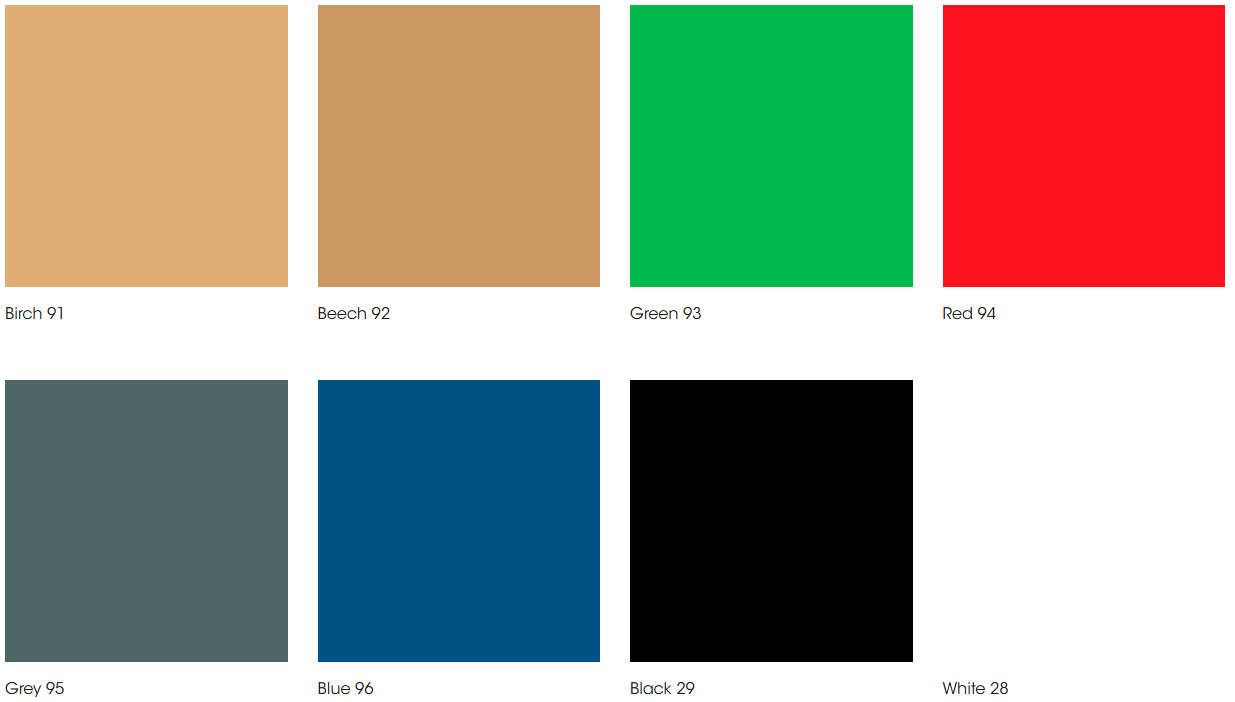 Birch 91
Beech 92
Green 93
Red 94
Grey 95
Blue 96
Black 29
White 28